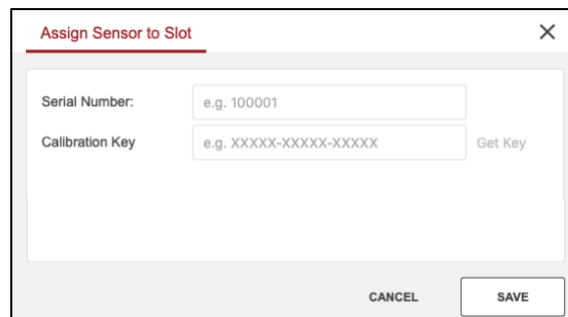 Assign Sensor to Slot
Serial Number: e.g. 100001
Calibration Key e.g. XXXXX-XXXXX-XXXXX Get Key
CANCEL SAVE